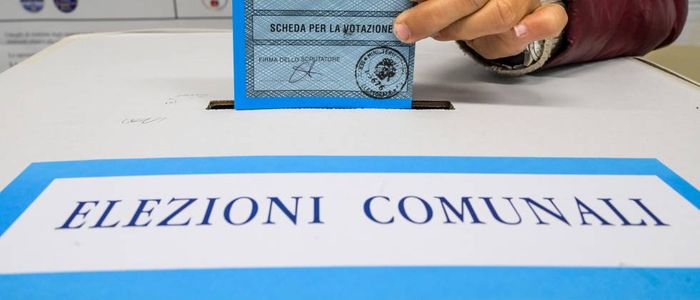 SCHEDA PER LA VOTAZIONE
FIRMA DELLO SCRUTATORE
ELEZIONI COMUNALI